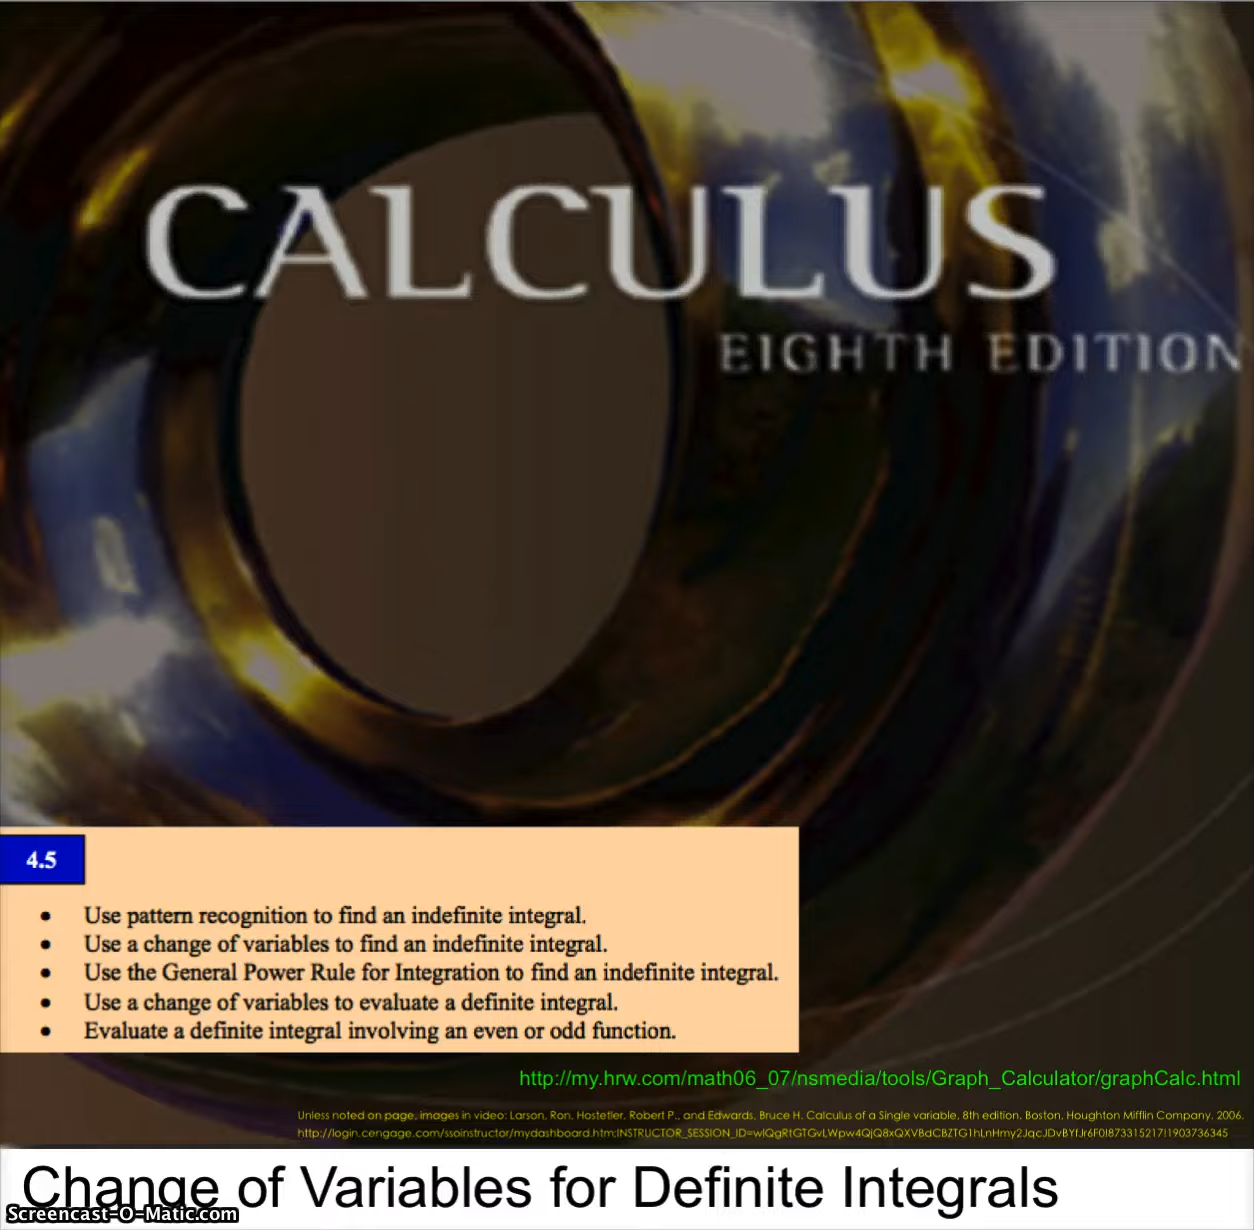 CALCULUS
EIGHTH EDITION
4.5
• Use pattern recognition to find an indefinite integral.
• Use a change of variables to find an indefinite integral.
• Use the General Power Rule for Integration to find an indefinite integral.
• Use a change of variables to evaluate a definite integral.
• Evaluate a definite integral involving an even or odd function.
http://my.hrw.com/math06_07/nsmedia/tools/Graph_Calculator/graphCalc.html
Unless noted on page, images in video: Larson, Ron, Hostetler, Robert P., and Edwards, Bruce H. Calculus of a Single variable, 8th edition. Boston, Houghton Mifflin Company, 2006.
Change of Variables for Definite Integrals
Screencast-O-Matic.com